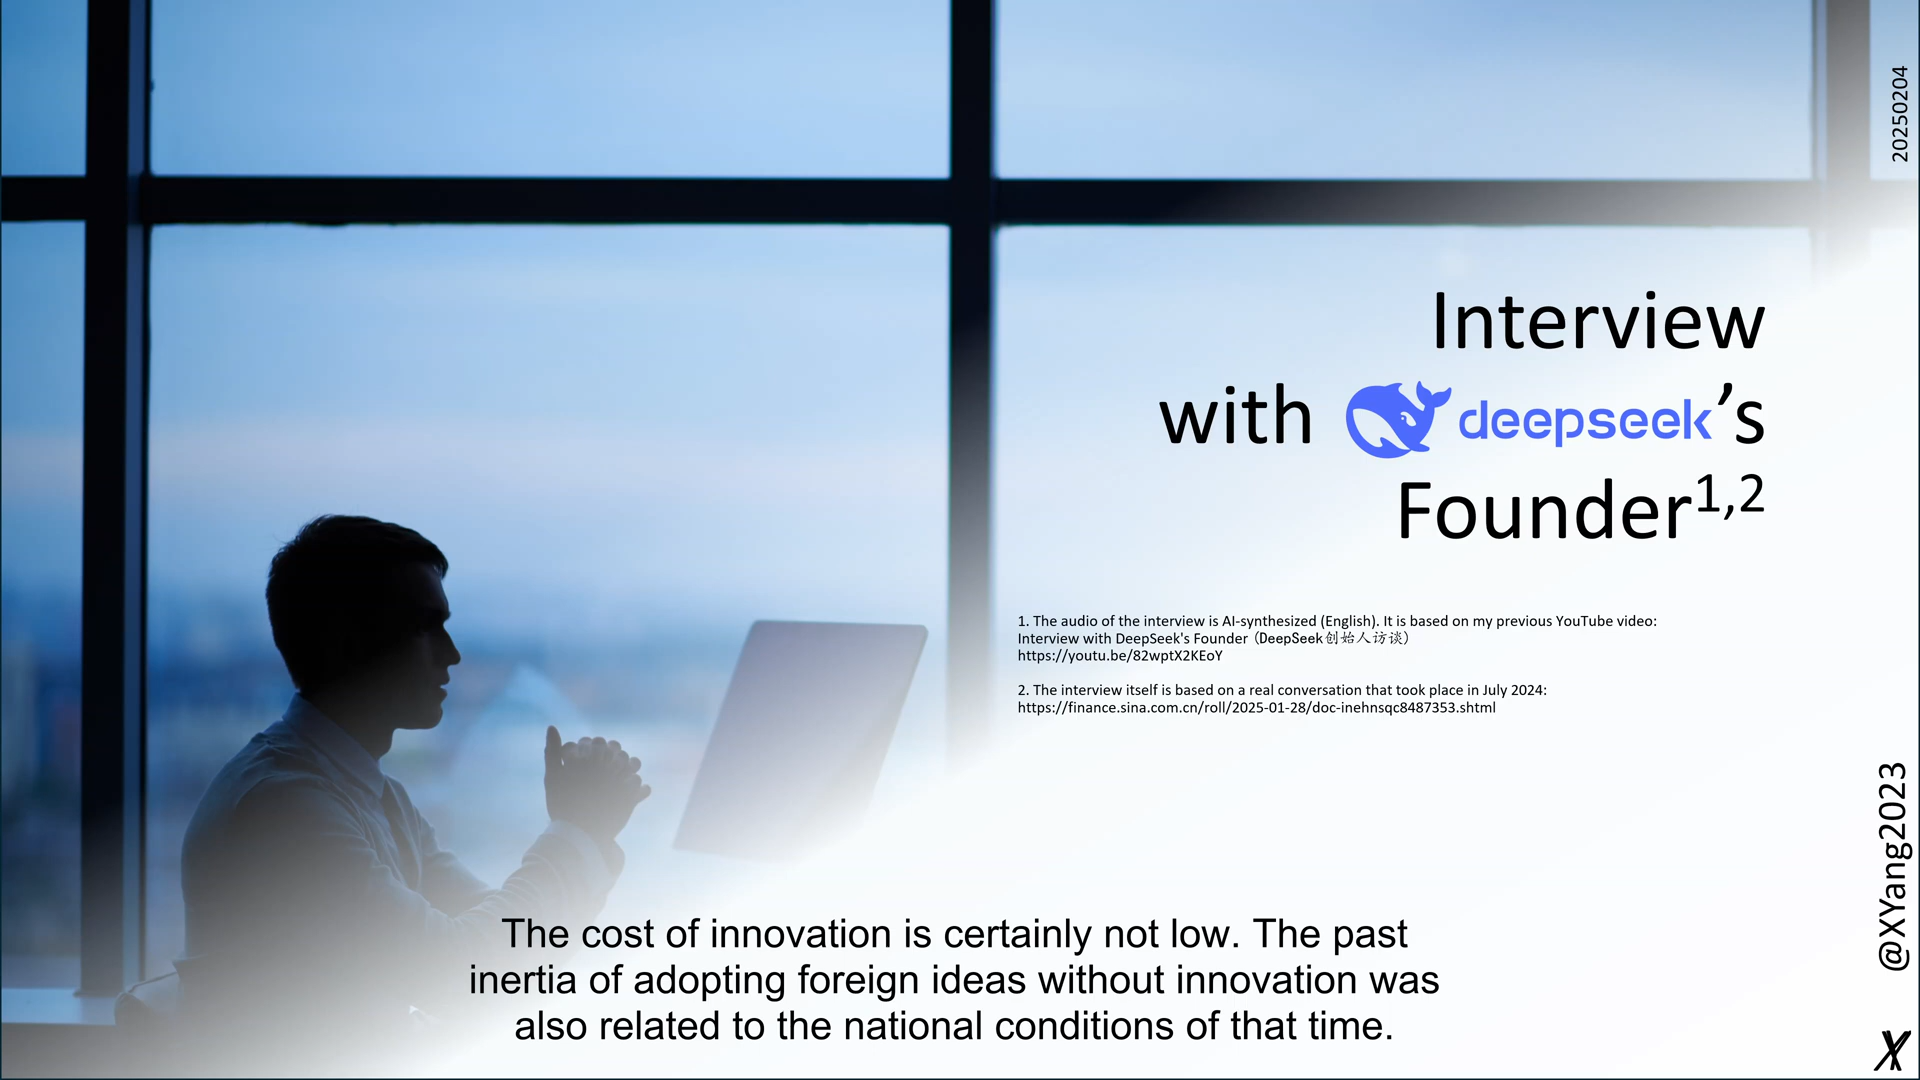 20250204
Interview
with deepseek's
Founder1,2
1. The audio of the interview is AI-synthesized (English). It is based on my previous YouTube video:
Interview with DeepSeek's Founder (DeepSeek创始人访谈)
https://youtu.be/82wptX2KEoY
2. The interview itself is based on a real conversation that took place in July 2024:
https://finance.sina.com.cn/roll/2025-01-28/doc-inehnsqc8487353.shtml
@XYang2023
X
The cost of innovation is certainly not low. The past
inertia of adopting foreign ideas without innovation was
also related to the national conditions of that time.